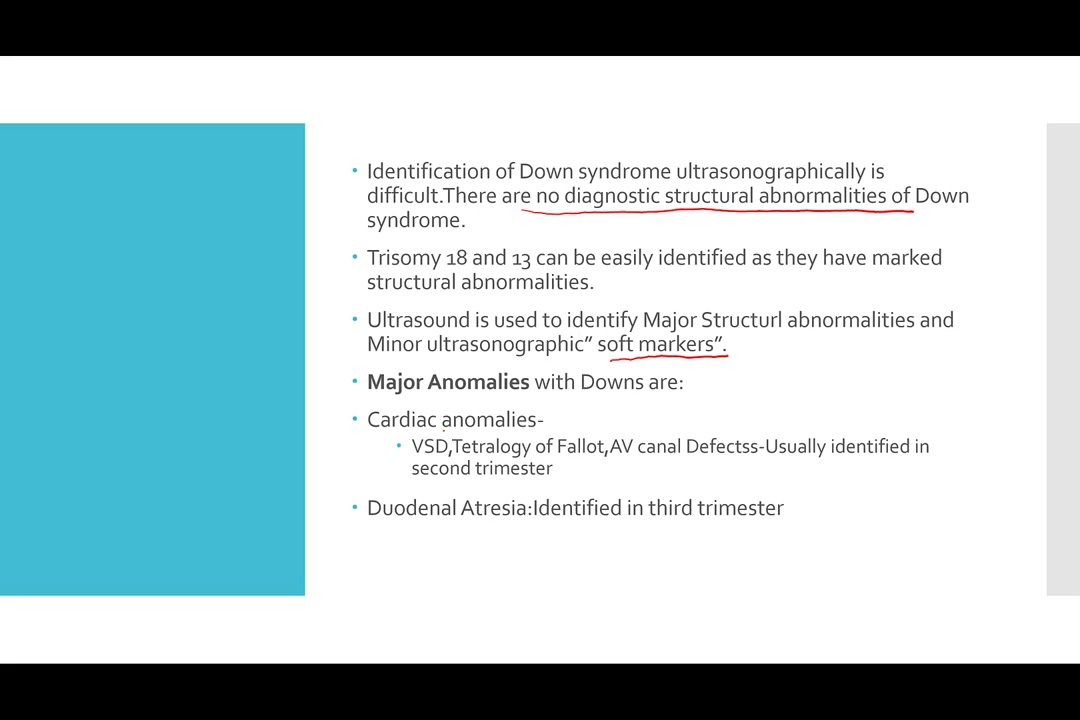 • Identification of Down syndrome ultrasonographically is
difficult.There are no diagnostic structural abnormalities of Down
syndrome.
• Trisomy 18 and 13 can be easily identified as they have marked
structural abnormalities.
• Ultrasound is used to identify Major Structurl abnormalities and
Minor ultrasonographic” soft markers”.
• Major Anomalies with Downs are:
• Cardiac anomalies-
• VSD,Tetralogy of Fallot,AV canal Defectss-Usually identified in
second trimester
• Duodenal Atresia:Identified in third trimester